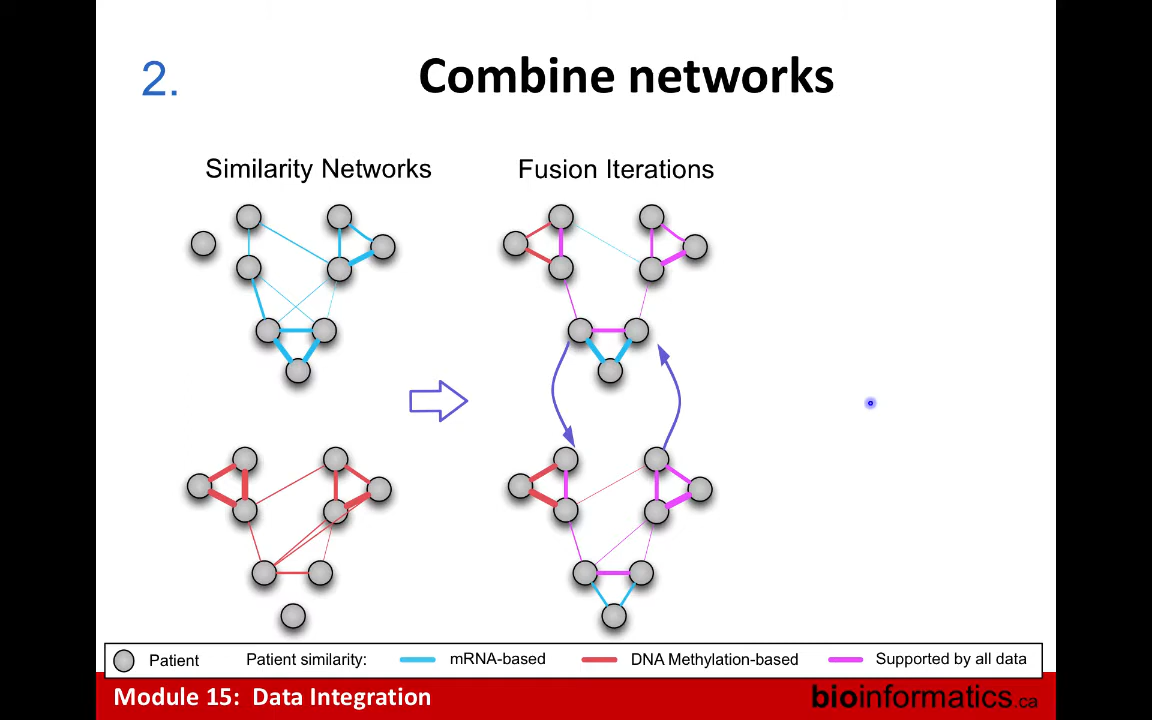 2.
Combine networks
Similarity Networks
Fusion Iterations
Patient
Patient similarity:
mRNA-based
DNA Methylation-based
Supported by all data
Module 15: Data Integration
bioinformatics.ca